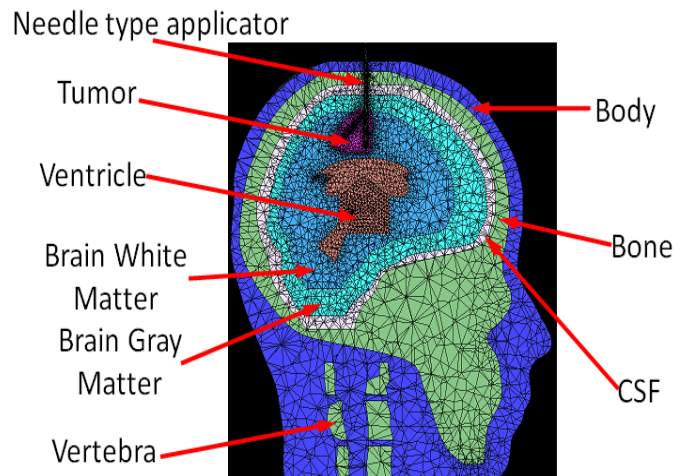 Needle type applicator
Tumor
Ventricle
Brain White
Matter
Brain Gray
Matter
Vertebra
Body
Bone
CSF